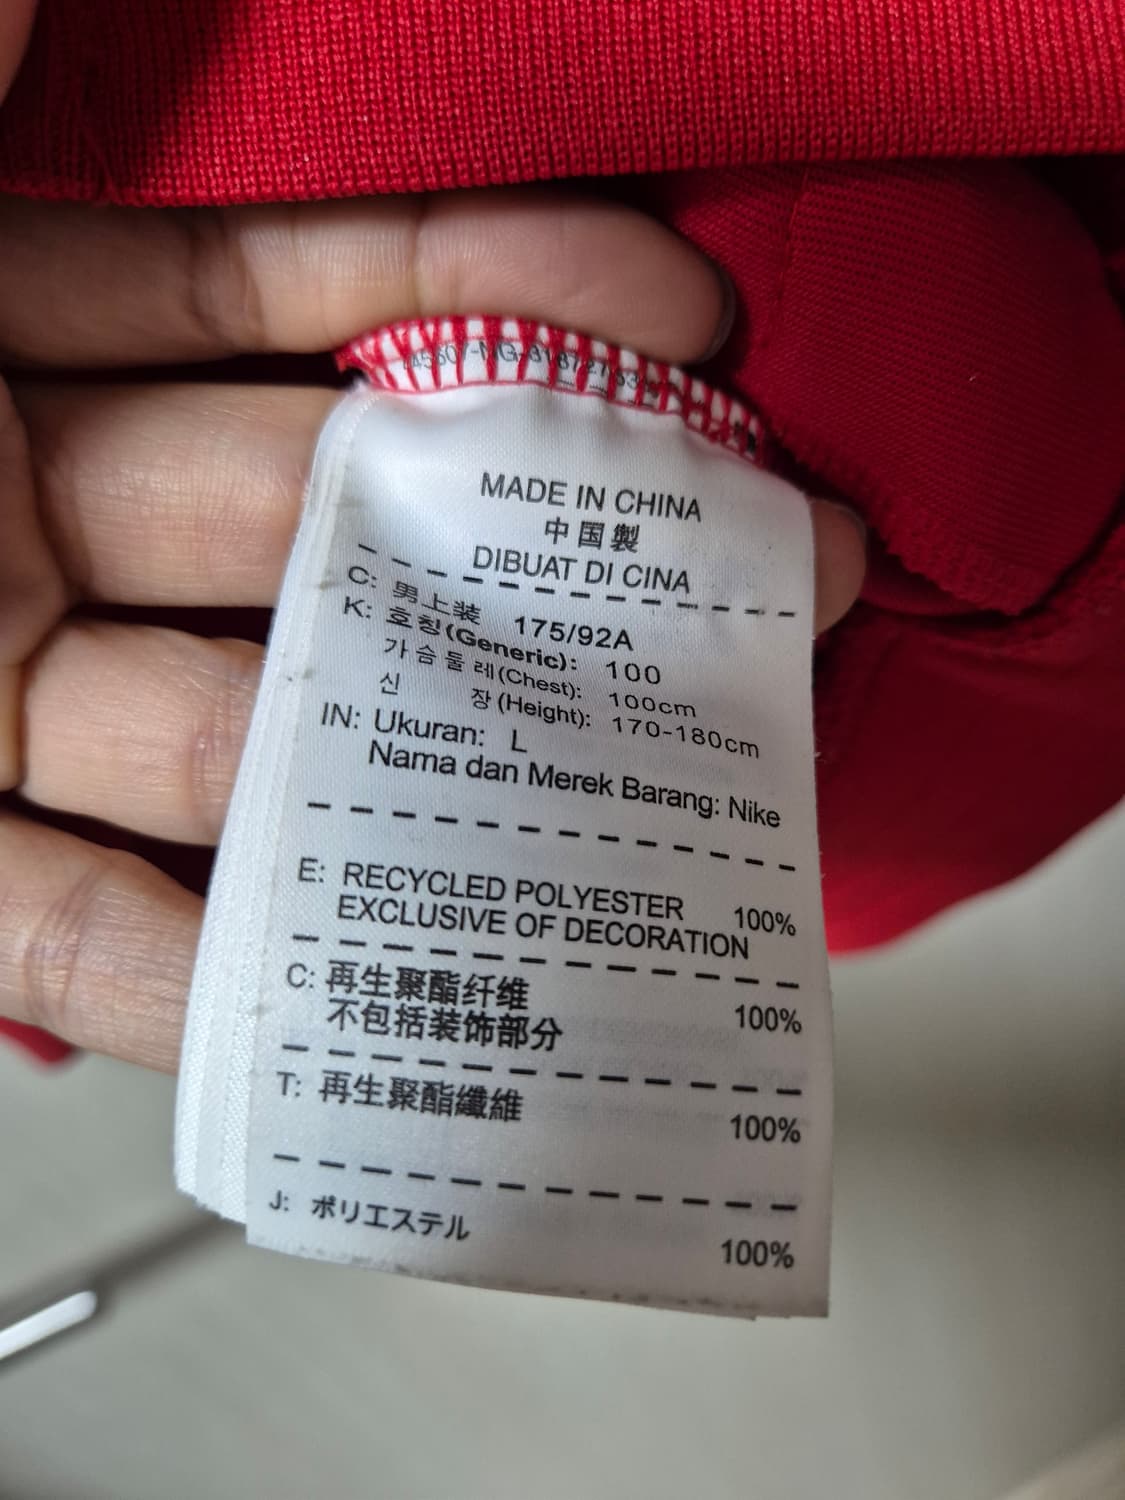 MADE IN CHINA
中国製
DIBUAT DI CINA
C: 男上装 175/92A
K: 호칭(Generic): 100
가슴둘레(Chest): 100cm
신 장(Height): 170-180cm
IN: Ukuran: L
Nama dan Merek Barang: Nike
E: RECYCLED POLYESTER 100%
EXCLUSIVE OF DECORATION
C: 再生聚酯纤维 100%
不包括装饰部分
T: 再生聚酯纖維 100%
J: ポリエステル 100%